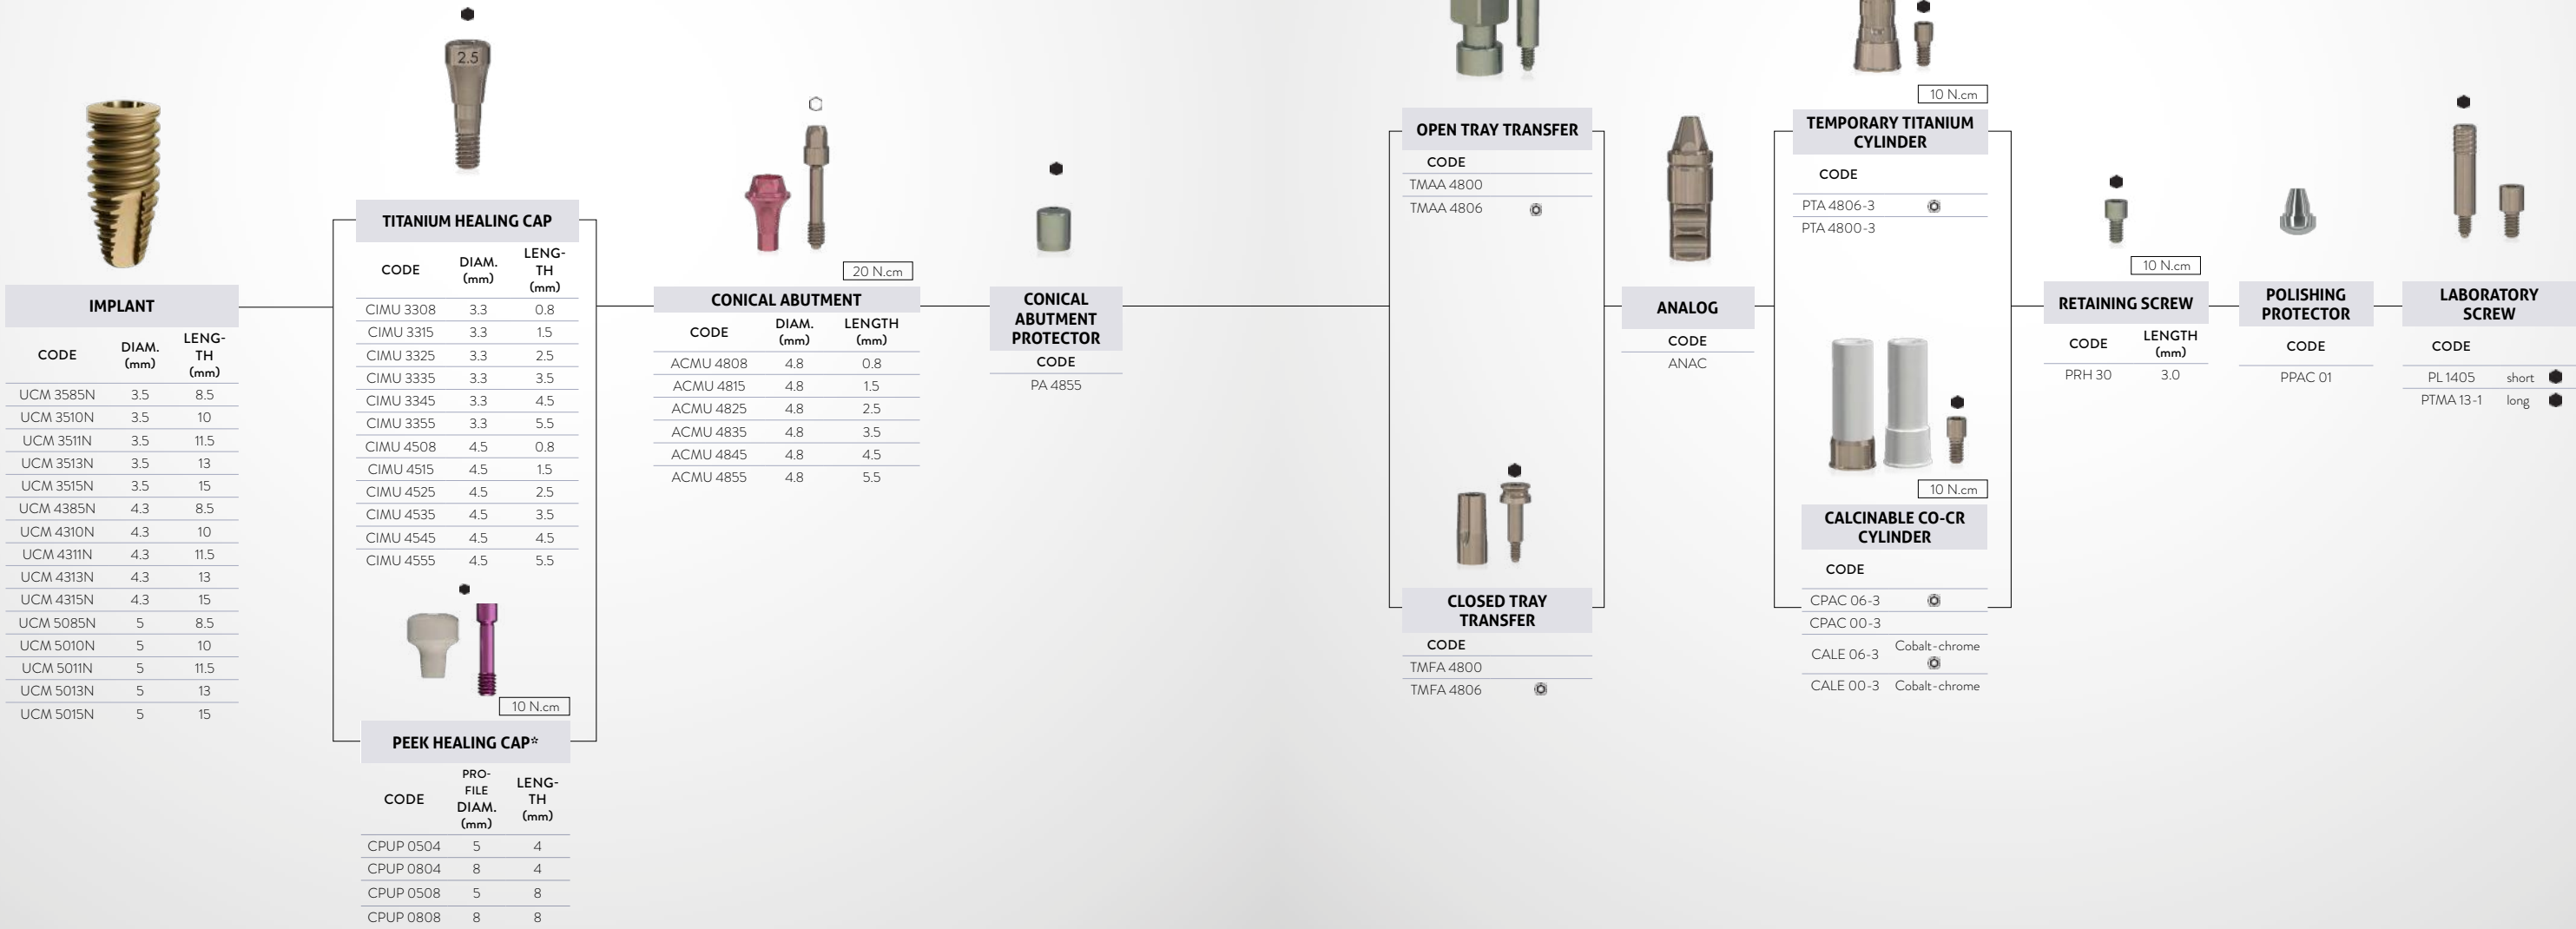 2.5
IMPLANT
CODE DIAM. (mm) LENG-TH (mm)
UCM 3585N 3.5 8.5
UCM 3510N 3.5 10
UCM 3511N 3.5 11.5
UCM 3513N 3.5 13
UCM 3515N 3.5 15
UCM 4385N 4.3 8.5
UCM 4310N 4.3 10
UCM 4311N 4.3 11.5
UCM 4313N 4.3 13
UCM 4315N 4.3 15
UCM 5085N 5 8.5
UCM 5010N 5 10
UCM 5011N 5 11.5
UCM 5013N 5 13
UCM 5015N 5 15
TITANIUM HEALING CAP
CODE DIAM. (mm) LENG-TH (mm)
CIMU 3308 3.3 0.8
CIMU 3315 3.3 1.5
CIMU 3325 3.3 2.5
CIMU 3335 3.3 3.5
CIMU 3345 3.3 4.5
CIMU 3355 3.3 5.5
CIMU 4508 4.5 0.8
CIMU 4515 4.5 1.5
CIMU 4525 4.5 2.5
CIMU 4535 4.5 3.5
CIMU 4545 4.5 4.5
CIMU 4555 4.5 5.5
10 N.cm
PEEK HEALING CAP*
CODE PRO-FILE DIAM. (mm) LENG-TH (mm)
CPUP 0504 5 4
CPUP 0804 8 4
CPUP 0508 5 8
CPUP 0808 8 8
20 N.cm
CONICAL ABUTMENT
CODE DIAM. (mm) LENGTH (mm)
ACMU 4808 4.8 0.8
ACMU 4815 4.8 1.5
ACMU 4825 4.8 2.5
ACMU 4835 4.8 3.5
ACMU 4845 4.8 4.5
ACMU 4855 4.8 5.5
CONICAL
ABUTMENT
PROTECTOR
CODE
PA 4855
OPEN TRAY TRANSFER
CODE
TMAA 4800
TMAA 4806
CLOSED TRAY
TRANSFER
CODE
TMFA 4800
TMFA 4806
ANALOG
CODE
ANAC
10 N.cm
TEMPORARY TITANIUM
CYLINDER
CODE
PTA 4806-3
PTA 4800-3
10 N.cm
CALCINABLE CO-CR
CYLINDER
CODE
CPAC 06-3
CPAC 00-3
CALE 06-3 Cobalt-chrome
CALE 00-3 Cobalt-chrome
10 N.cm
RETAINING SCREW
CODE LENGTH (mm)
PRH 30 3.0
POLISHING
PROTECTOR
CODE
PPAC 01
LABORATORY
SCREW
CODE
PL 1405 short
PTMA 13-1 long